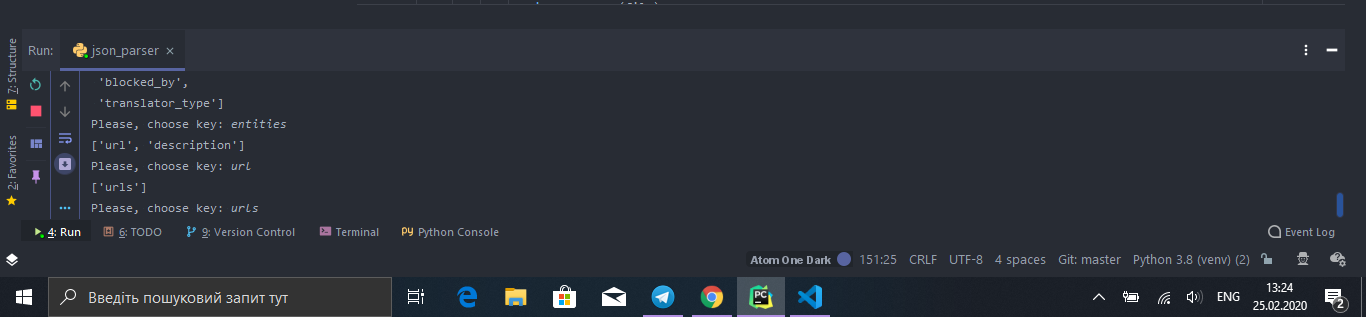 Run:
json_parser
7: Structure
2: Favorites
'blocked_by',
'translator_type']
Please, choose key: entities
['url', 'description']
Please, choose key: url
['urls']
Please, choose key: urls
4: Run
6: TODO
9: Version Control
Terminal
Python Console
Event Log
Atom One Dark
151:25
CRLF
UTF-8
4 spaces
Git: master
Python 3.8 (venv) (2)
Введіть пошуковий запит тут
PC
ENG
13:24
25.02.2020
2